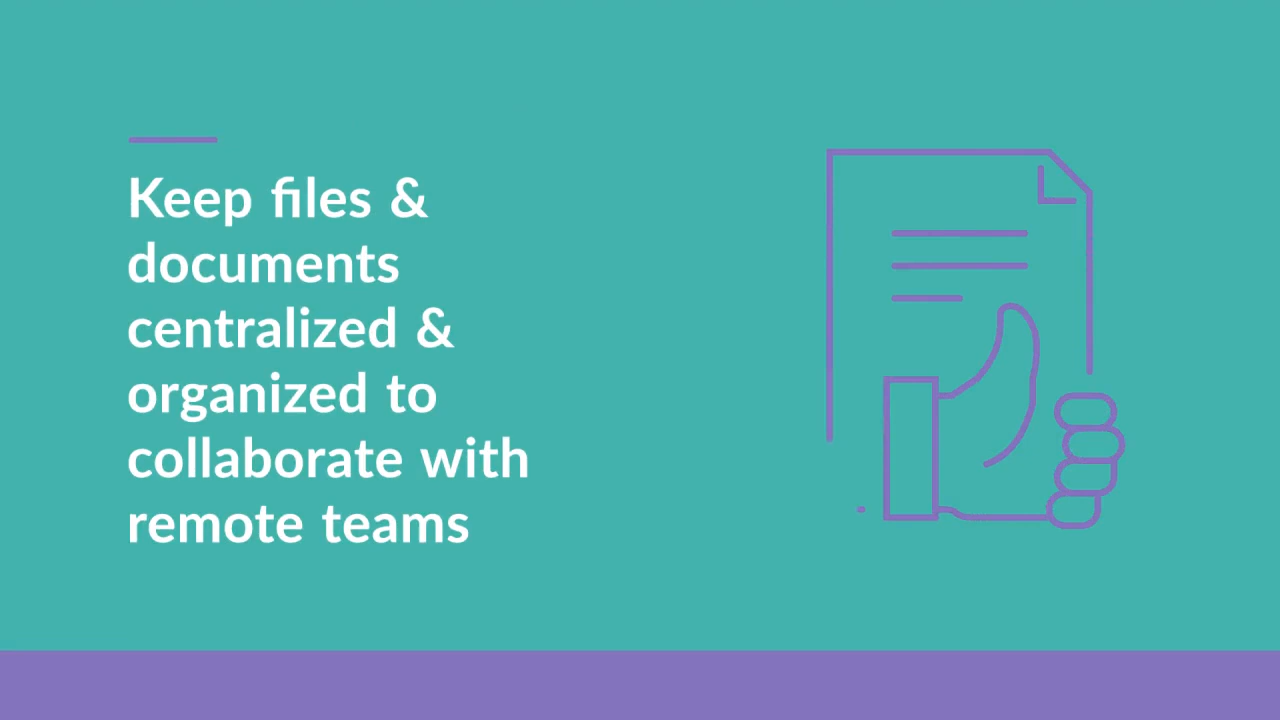 Keep files &
documents
centralized &
organized to
collaborate with
remote teams